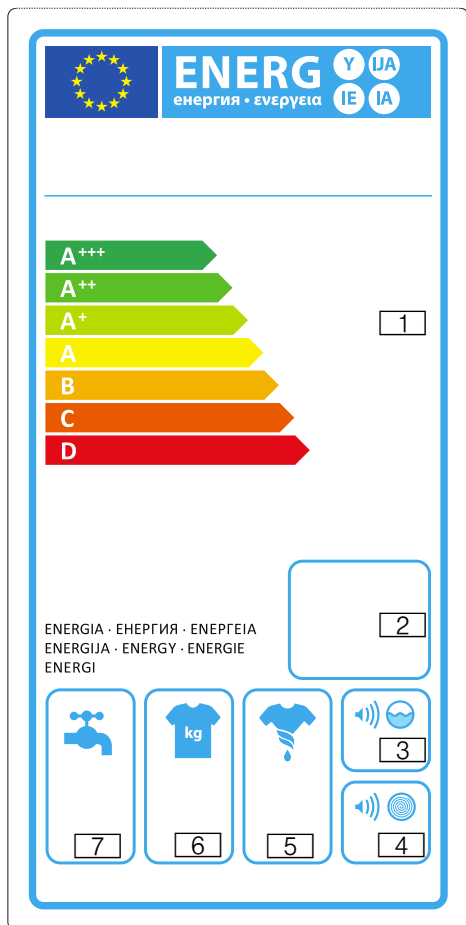 ENERG Y IJA
енергия · ενεργεια IE IA
A+++
A++
A+
1
A
B
C
D
2
ENERGIA · ЕНЕРГИЯ · ΕΝΕΡΓΕΙΑ
ENERGIJA · ENERGY · ENERGIE
ENERGI
kg
3
7
6
5
4